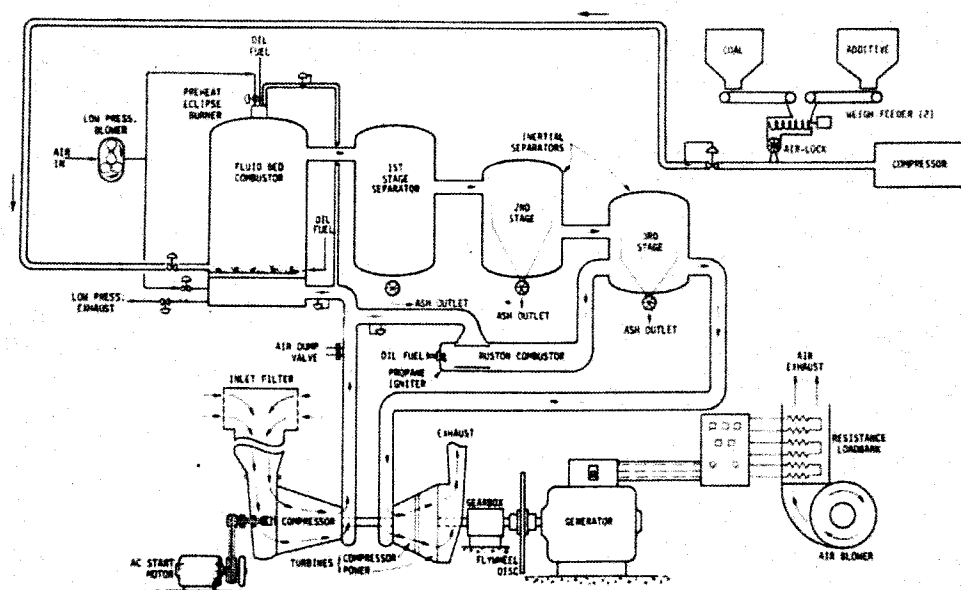 OIL
FUEL
PREHEAT
ECLIPSE
BURNER
LOW PRESS.
BLOWER
AIR
IN
FLUID BED
COMBUSTOR
1ST
STAGE
SEPARATOR
INERTIAL
SEPARATORS
2ND
STAGE
3RD
STAGE
COAL
ADDITIVE
WEIGH FEEDER (2)
AIR-LOCK
COMPRESSOR
OIL
FUEL
LOW PRESS.
EXHAUST
ASH OUTLET
ASH OUTLET
ASH OUTLET
AIR DUMP
VALVE
OIL FUEL
RUSTON COMBUSTOR
PROPANE
IGNITER
INLET FILTER
EXHAUST
AIR
EXHAUST
RESISTANCE
LOADBANK
COMPRESSOR
GEARBOX
GENERATOR
AC START
MOTOR
TURBINES
COMPRESSOR
POWER
FLYWHEEL
DISC
AIR BLOWER